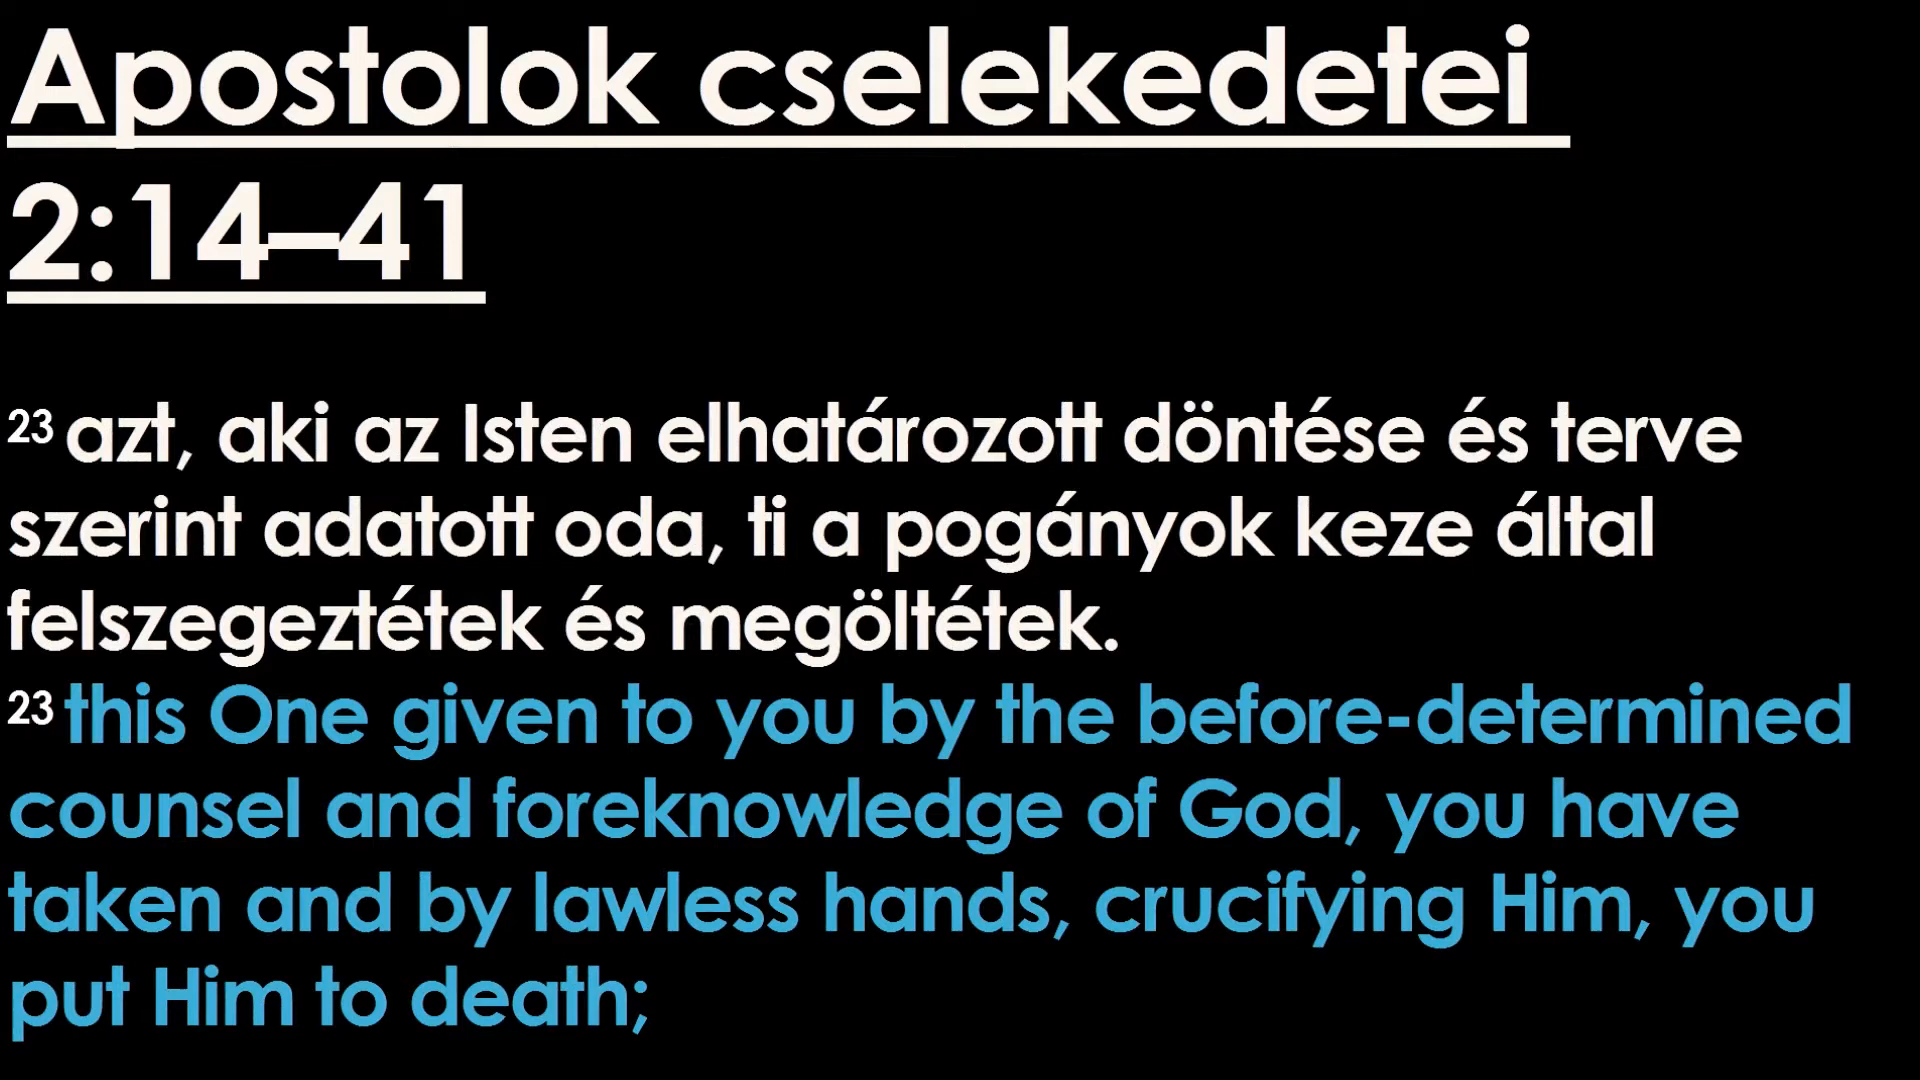 Apostolok cselekedetei
2:14–41
23 azt, aki az Isten elhatározott döntése és terve
szerint adatott oda, ti a pogányok keze által
felszegeztétek és megöltétek.
23 this One given to you by the before-determined
counsel and foreknowledge of God, you have
taken and by lawless hands, crucifying Him, you
put Him to death;